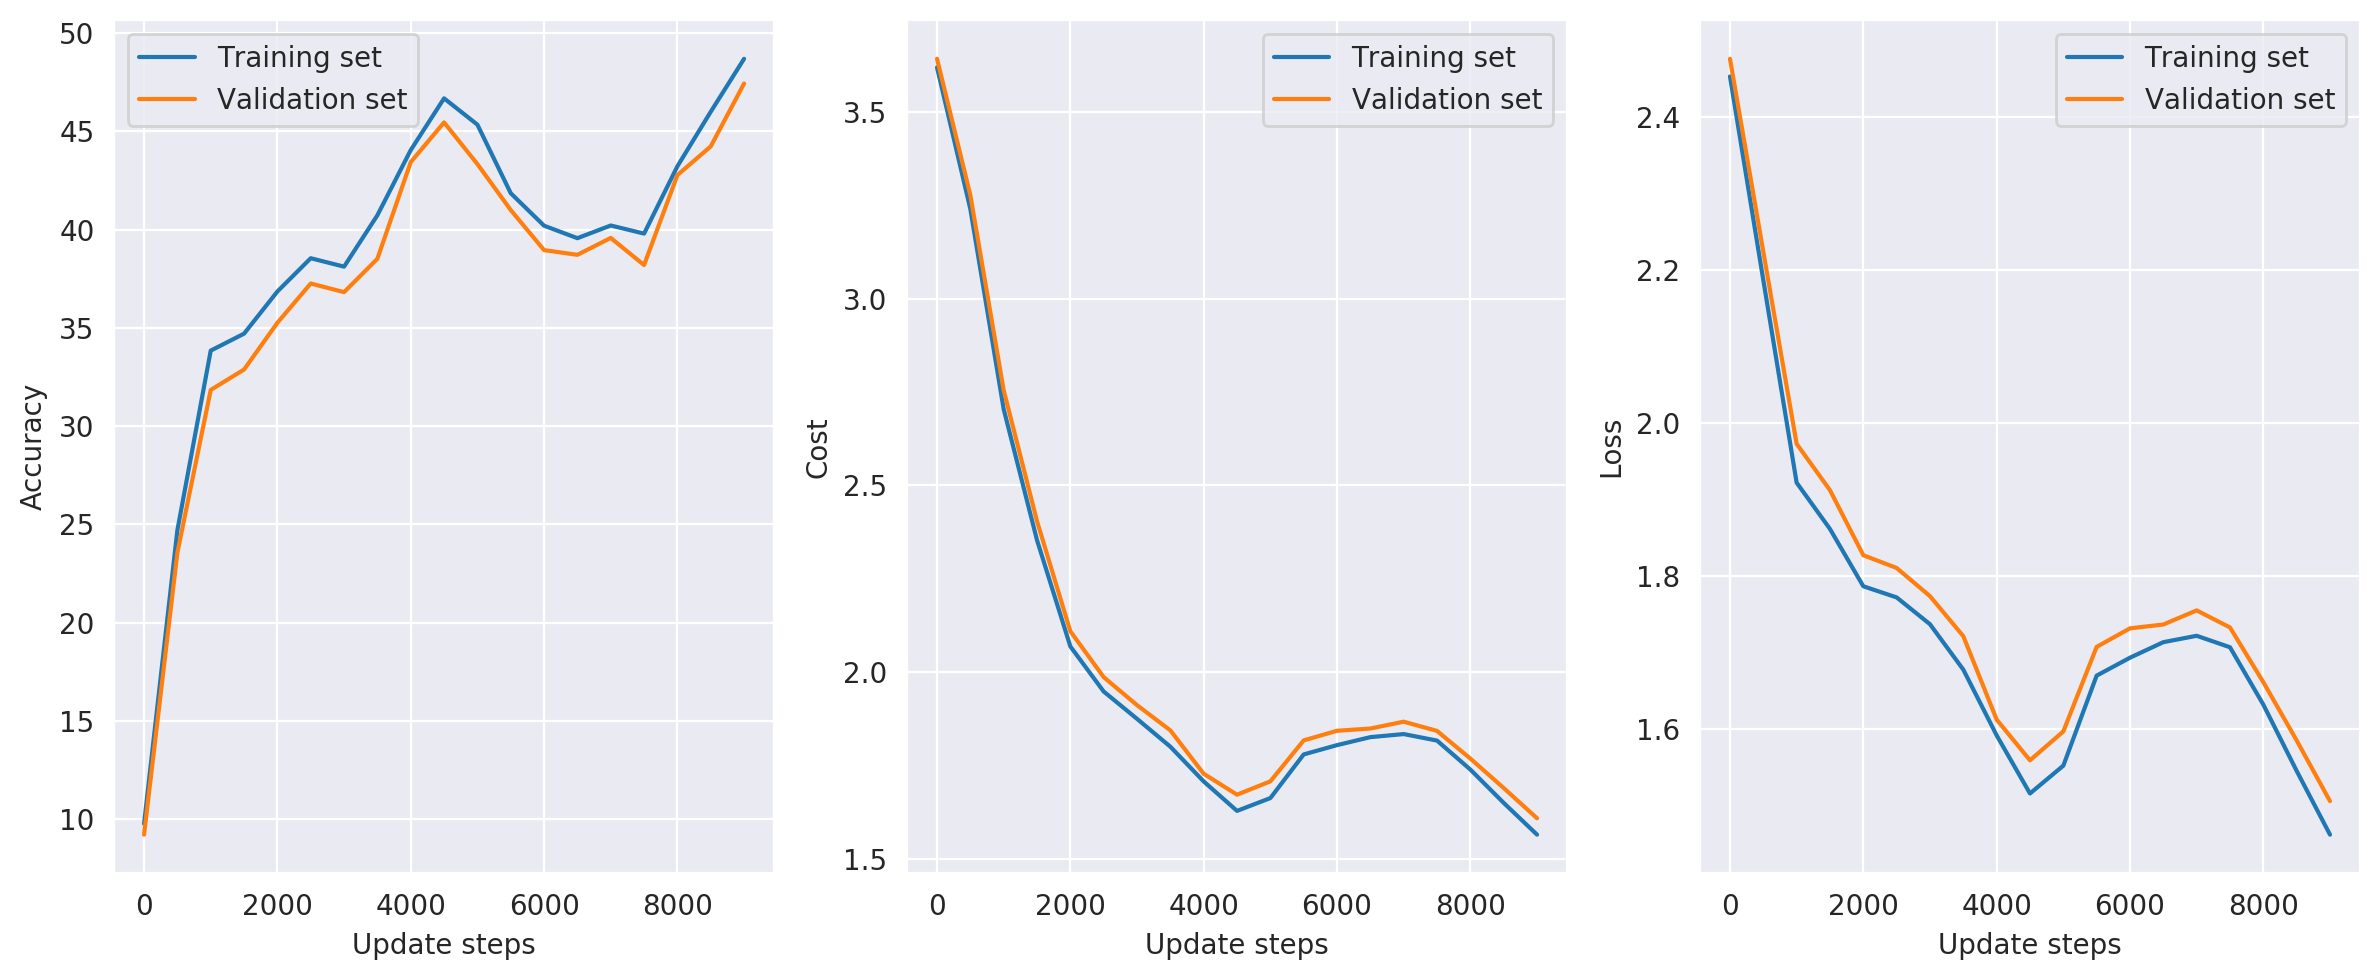 50
45
40
35
30
25
20
15
10
Accuracy
Training set
Validation set
0 2000 4000 6000 8000
Update steps
3.5
3.0
2.5
2.0
1.5
Cost
Training set
Validation set
0 2000 4000 6000 8000
Update steps
2.4
2.2
2.0
1.8
1.6
Loss
Training set
Validation set
0 2000 4000 6000 8000
Update steps